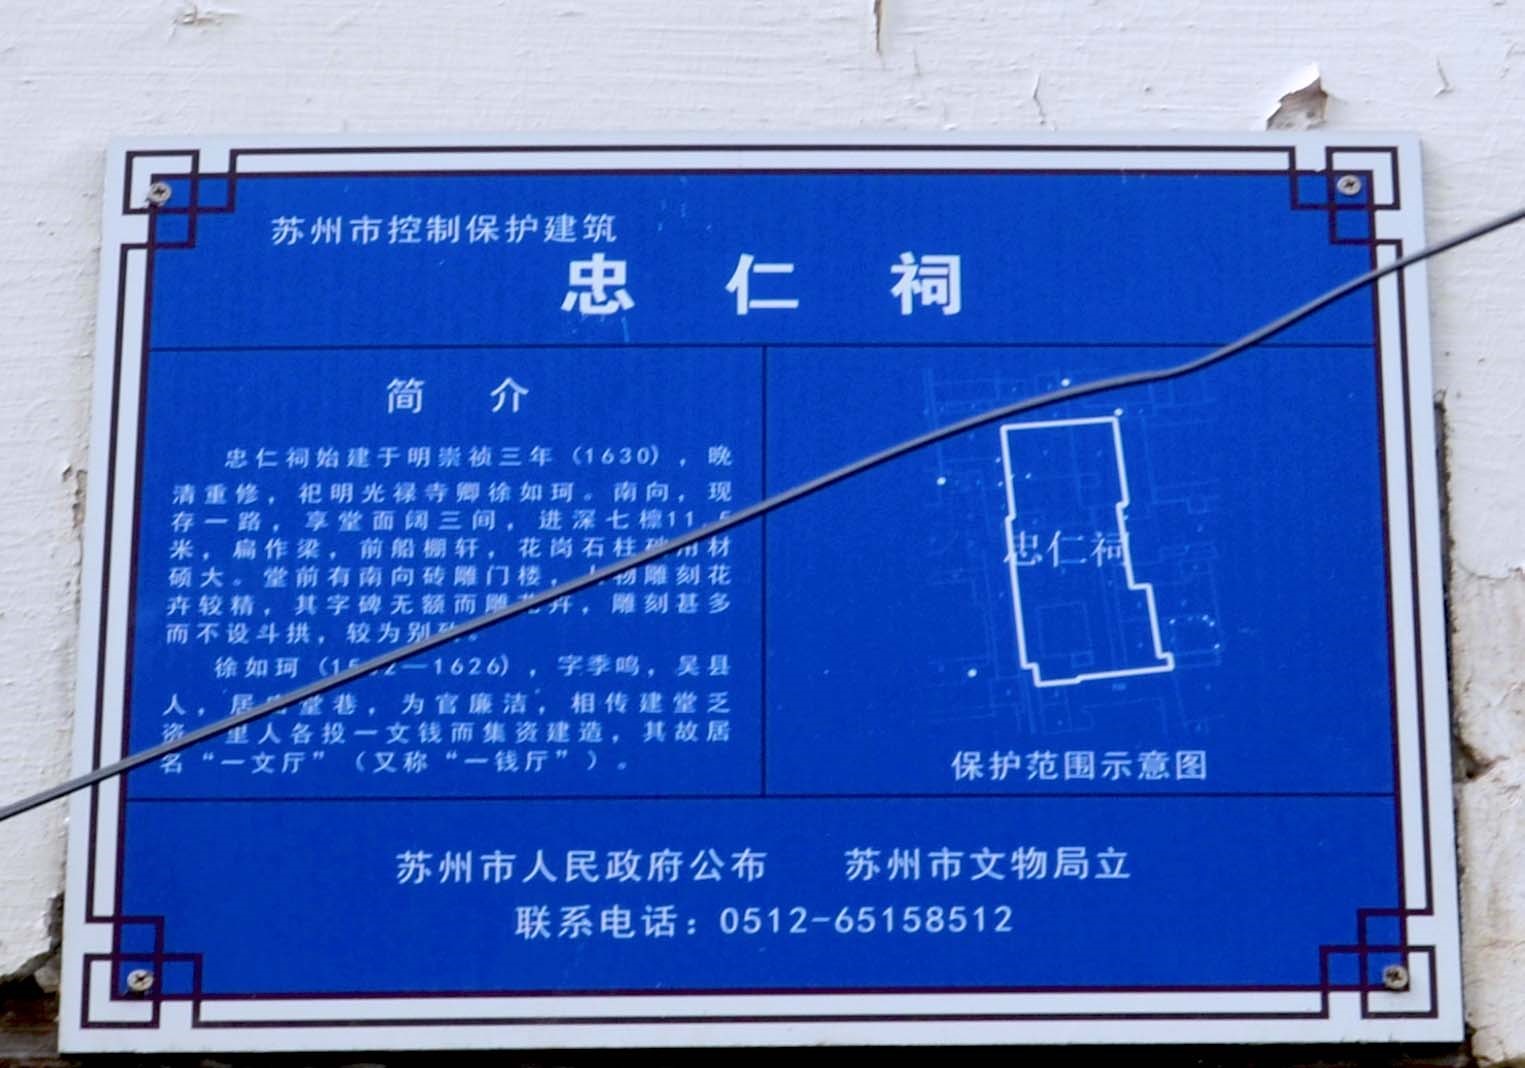 苏州市控制保护建筑
忠仁祠
简介
忠仁祠始建于明崇祯三年（1630），晚
清重修，祀明光禄寺卿徐如珂。南向，现
存一路，享堂面阔三间，进深七檩11.5
米，扁作梁，前船棚轩，花岗石柱础用材
硕大。堂前有南向砖雕门楼，人物雕刻花
卉较精，其字碑无额而雕花卉，雕刻甚多
而不设斗拱，较为别致。
徐如珂（15 2—1626），字季鸣，吴县
人，居 堂巷，为官廉洁，相传建堂乏
资，里人各投一文钱而集资建造，其故居
名“一文厅”（又称“一钱厅”）。
忠仁祠
保护范围示意图
苏州市人民政府公布 苏州市文物局立
联系电话：0512-65158512